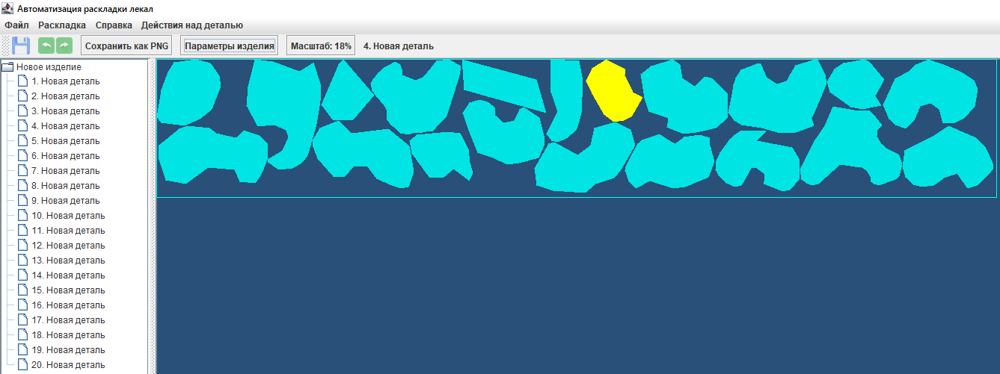 Автоматизация раскладки лекал
Файл Раскладка Справка Действия над деталью
Сохранить как PNG Параметры изделия Масштаб: 18% 4. Новая деталь
Новое изделие
1. Новая деталь
2. Новая деталь
3. Новая деталь
4. Новая деталь
5. Новая деталь
6. Новая деталь
7. Новая деталь
8. Новая деталь
9. Новая деталь
10. Новая деталь
11. Новая деталь
12. Новая деталь
13. Новая деталь
14. Новая деталь
15. Новая деталь
16. Новая деталь
17. Новая деталь
18. Новая деталь
19. Новая деталь
20. Новая деталь